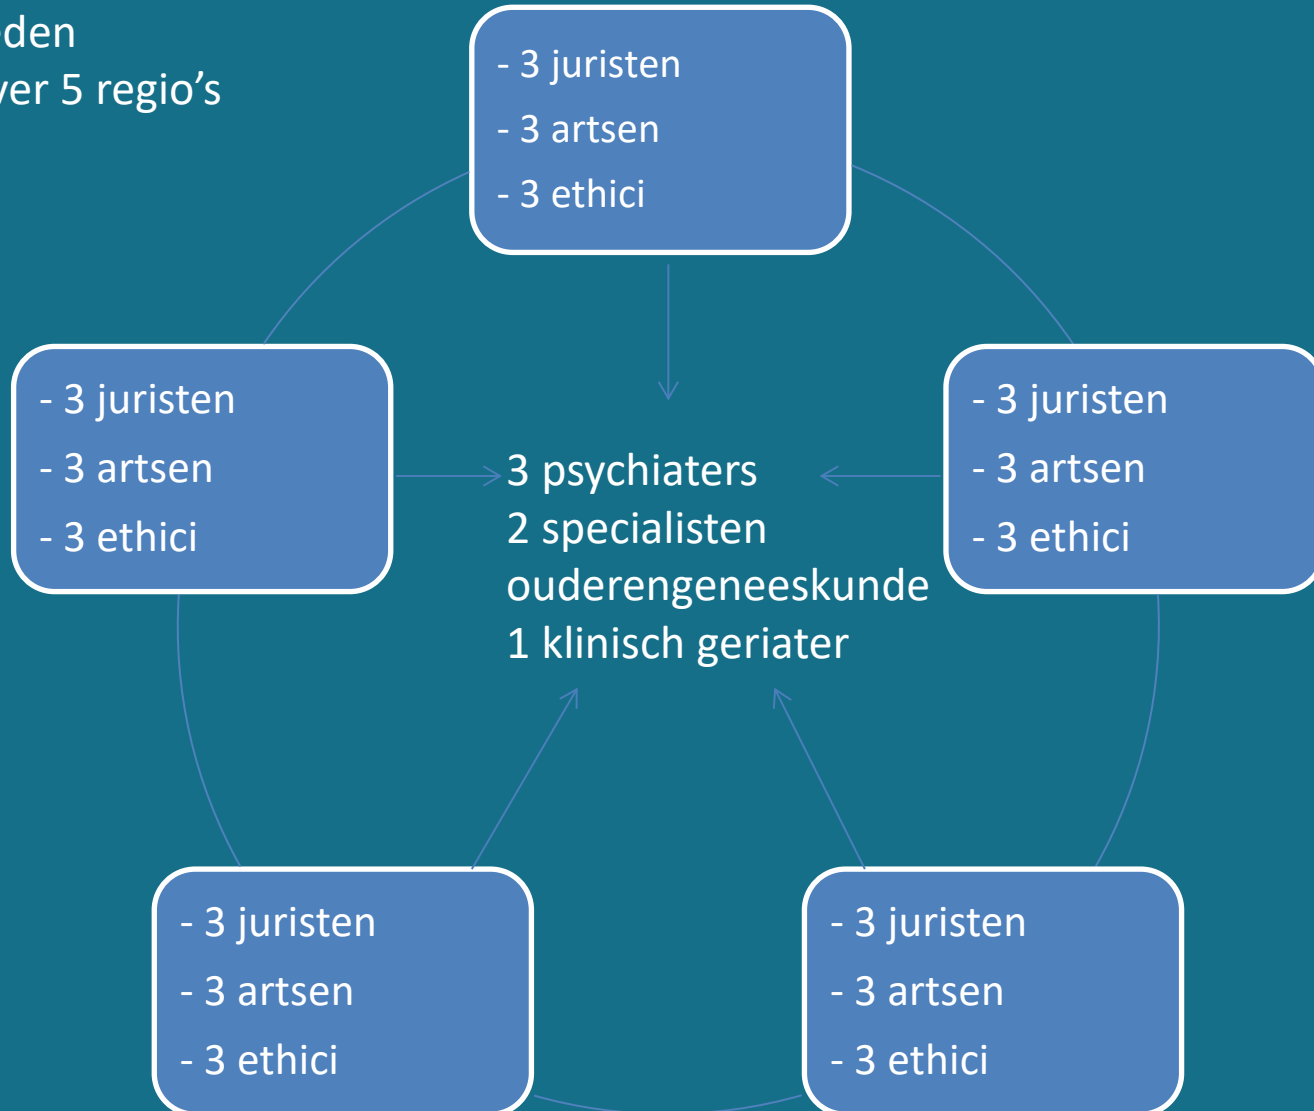 over 5 regio's
- 3 juristen
- 3 artsen
- 3 ethici
- 3 juristen
- 3 artsen
- 3 ethici
3 psychiaters
2 specialisten
ouderengeneeskunde
1 klinisch geriater
- 3 juristen
- 3 artsen
- 3 ethici
- 3 juristen
- 3 artsen
- 3 ethici
- 3 juristen
- 3 artsen
- 3 ethici